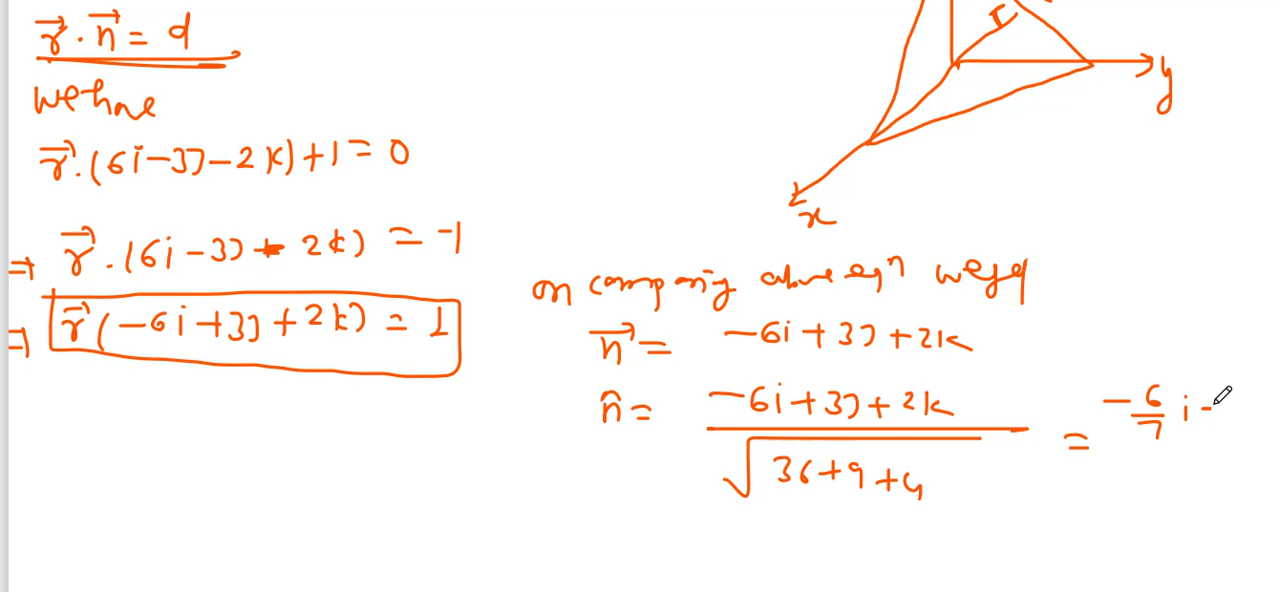 r⃗ · n⃗ = d
we have
r⃗.(6i-3j-2k)+1=0
⇒ r⃗.(6i-3j-2k) = -1
⇒ r⃗(-6i+3j+2k) = 1
y
x
on comparing above eqn we get
n⃗ = -6i+3j+2k
n̂ = (-6i+3j+2k)/√(36+9+4) = -6/7 i -